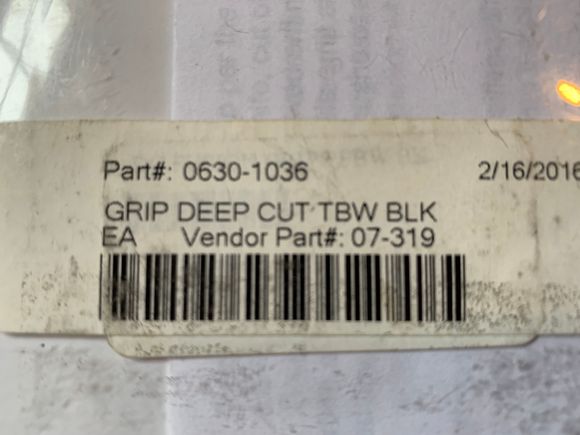 Part#: 0630-1036 2/16/2016
GRIP DEEP CUT TBW BLK
EA Vendor Part#: 07-319